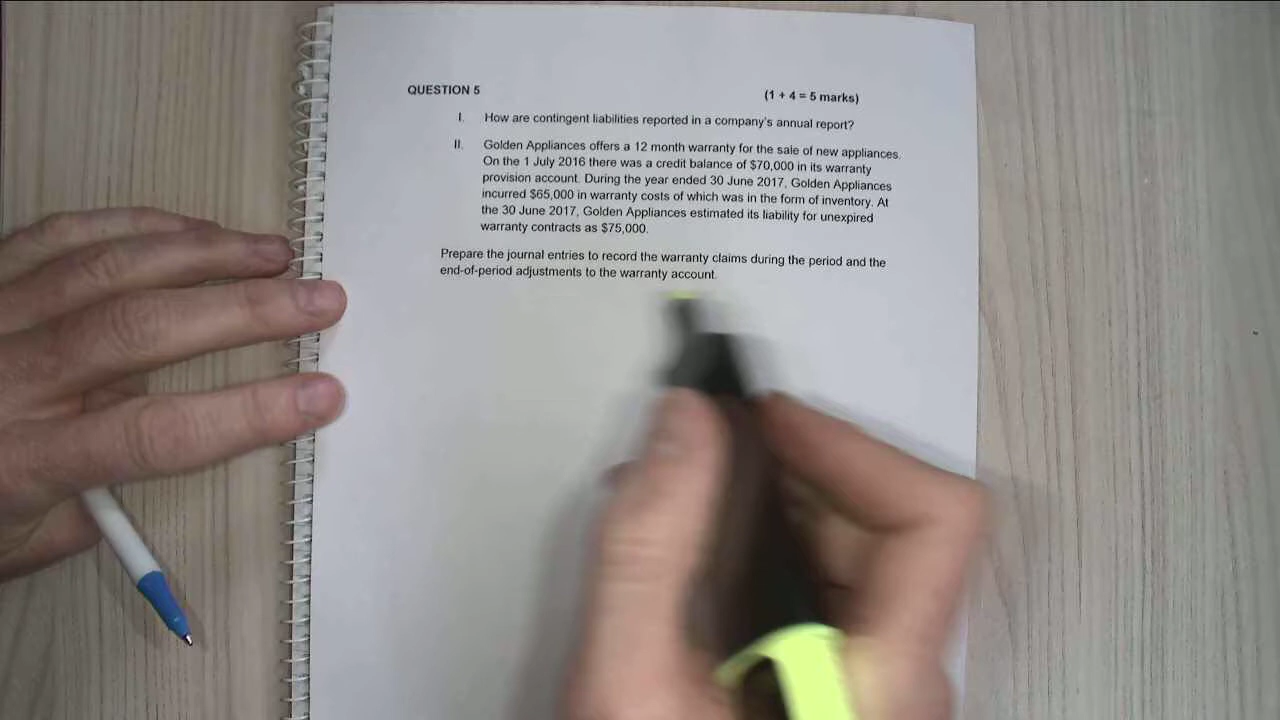 QUESTION 5 (1 + 4 = 5 marks)
I. How are contingent liabilities reported in a company's annual report?
II. Golden Appliances offers a 12 month warranty for the sale of new appliances.
On the 1 July 2016 there was a credit balance of $70,000 in its warranty
provision account. During the year ended 30 June 2017, Golden Appliances
incurred $65,000 in warranty costs of which was in the form of inventory. At
the 30 June 2017, Golden Appliances estimated its liability for unexpired
warranty contracts as $75,000.
Prepare the journal entries to record the warranty claims during the period and the
end-of-period adjustments to the warranty account.